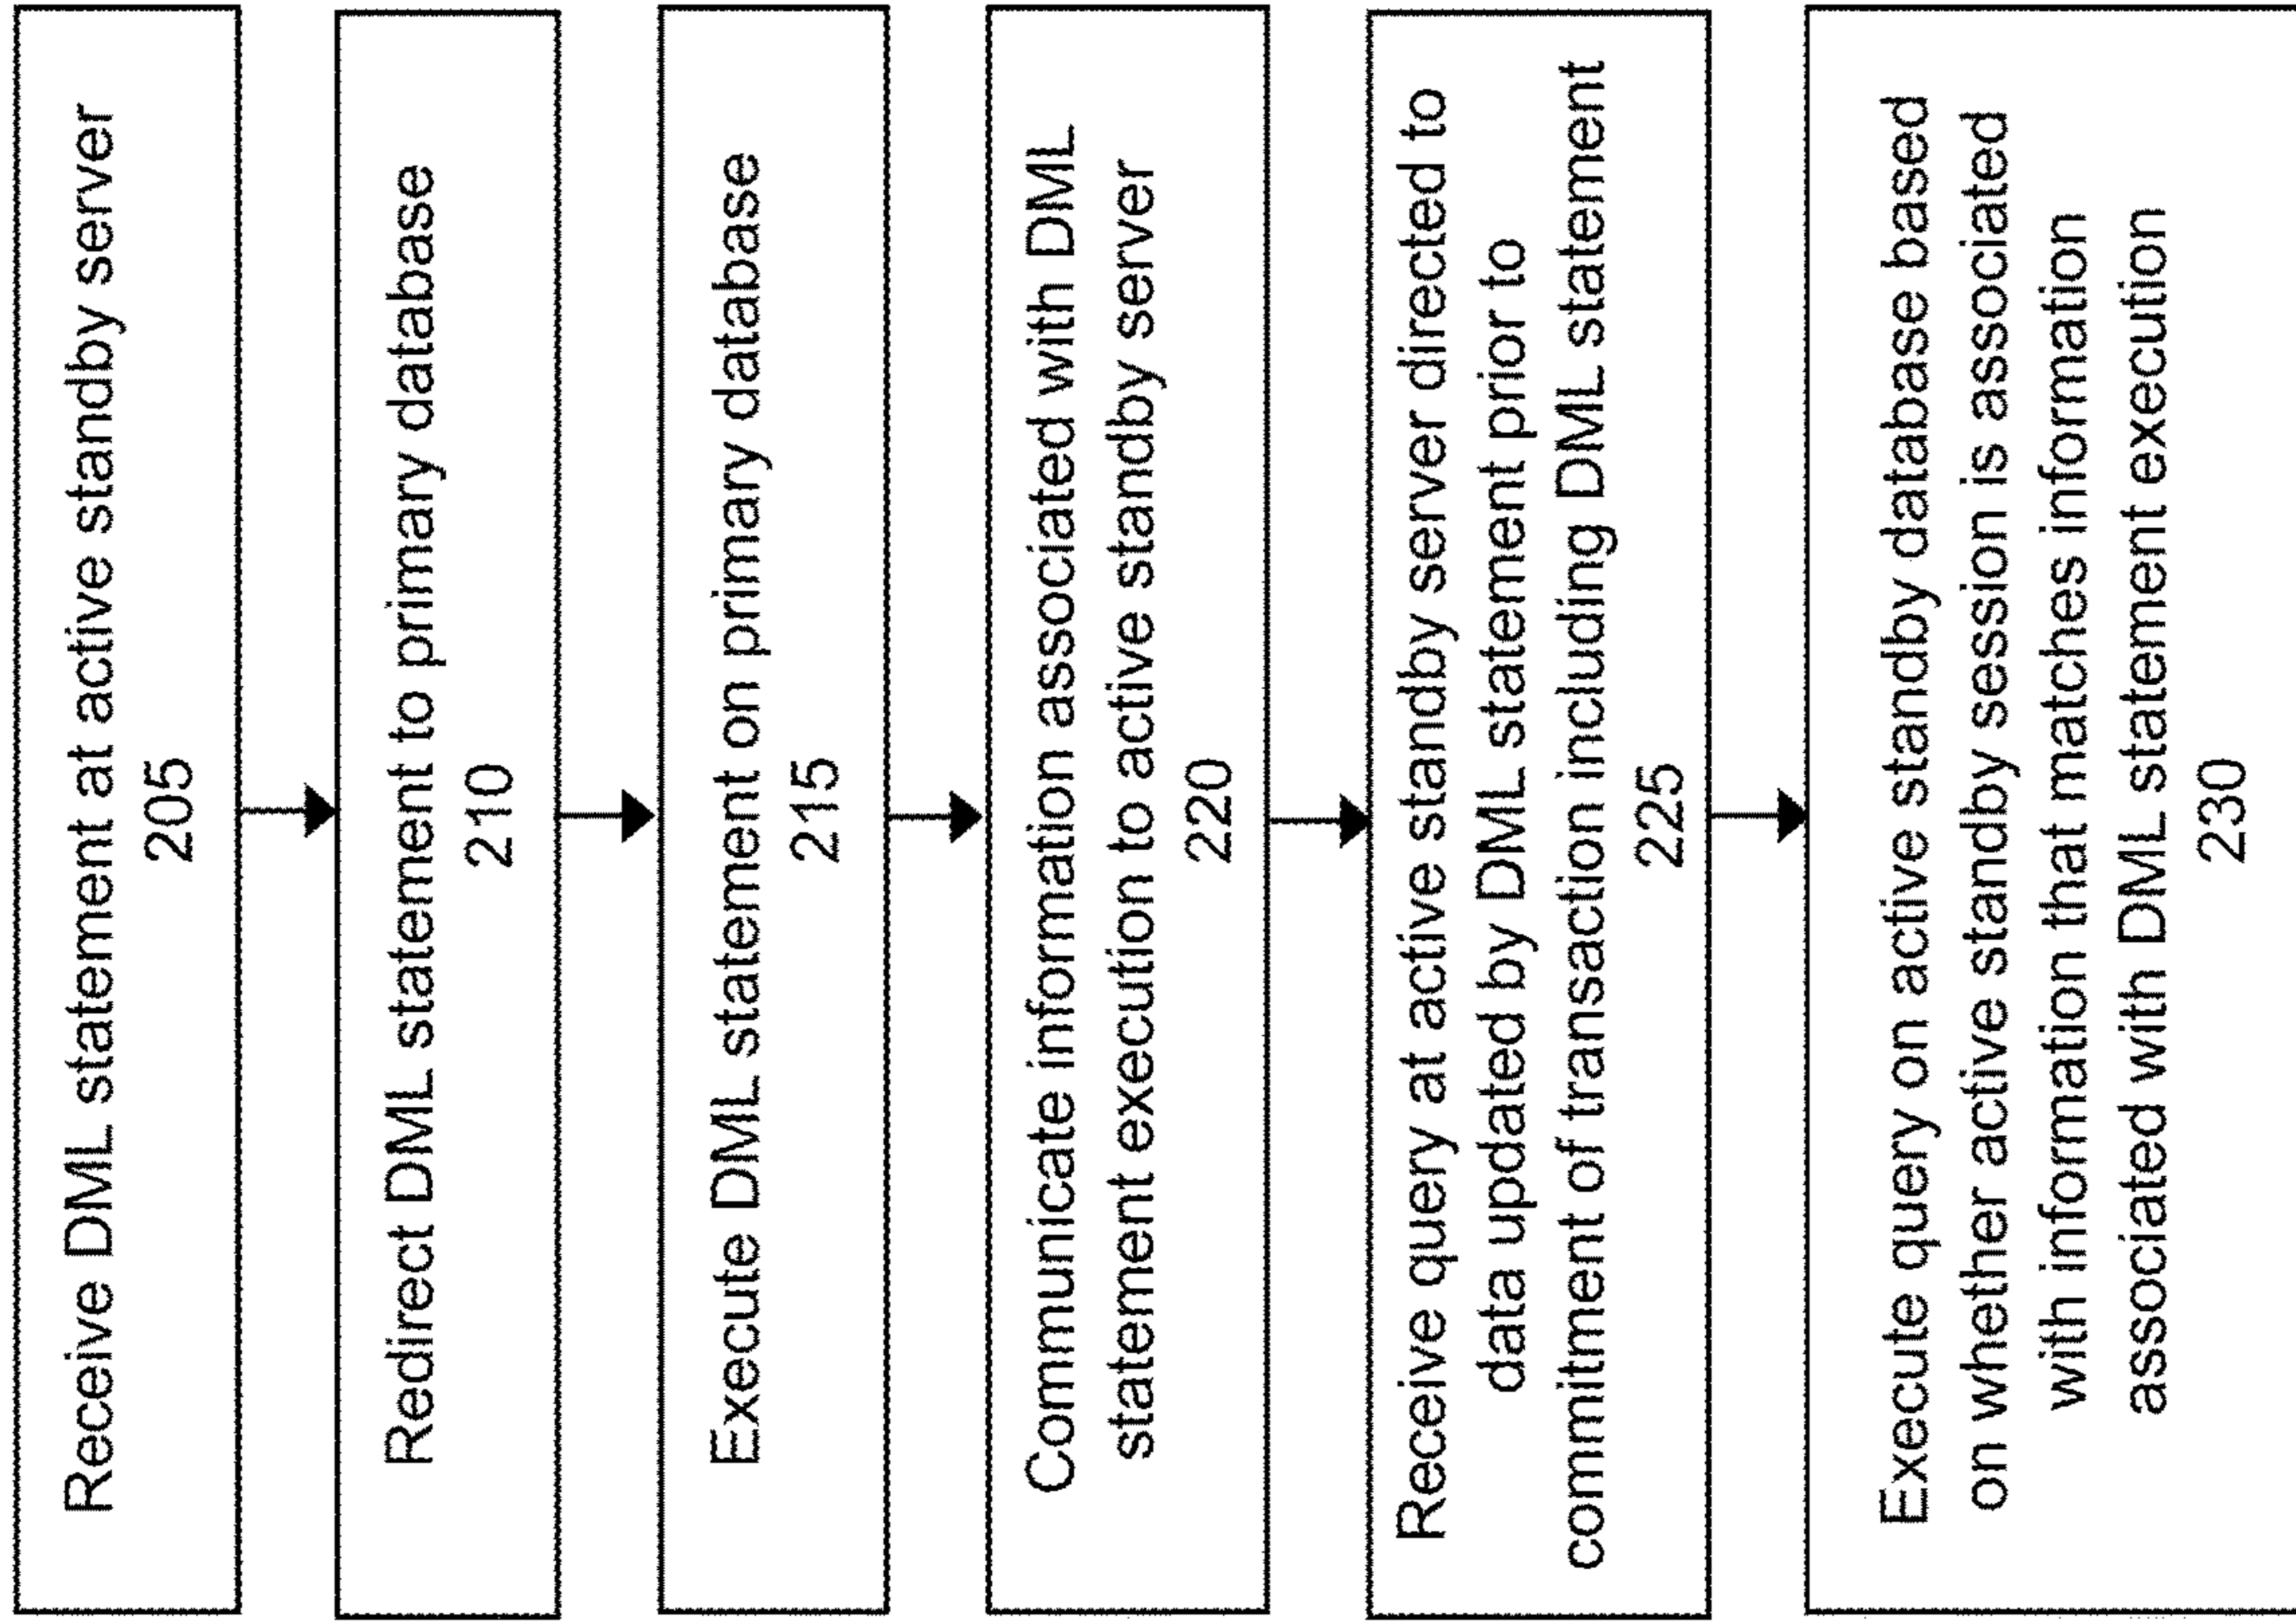 Receive DML statement at active standby server
205
Redirect DML statement to primary database
210
Execute DML statement on primary database
215
Communicate information associated with DML
statement execution to active standby server
220
Receive query at active standby server directed to
data updated by DML statement prior to
commitment of transaction including DML statement
225
Execute query on active standby database based
on whether active standby session is associated
with information that matches information
associated with DML statement execution
230